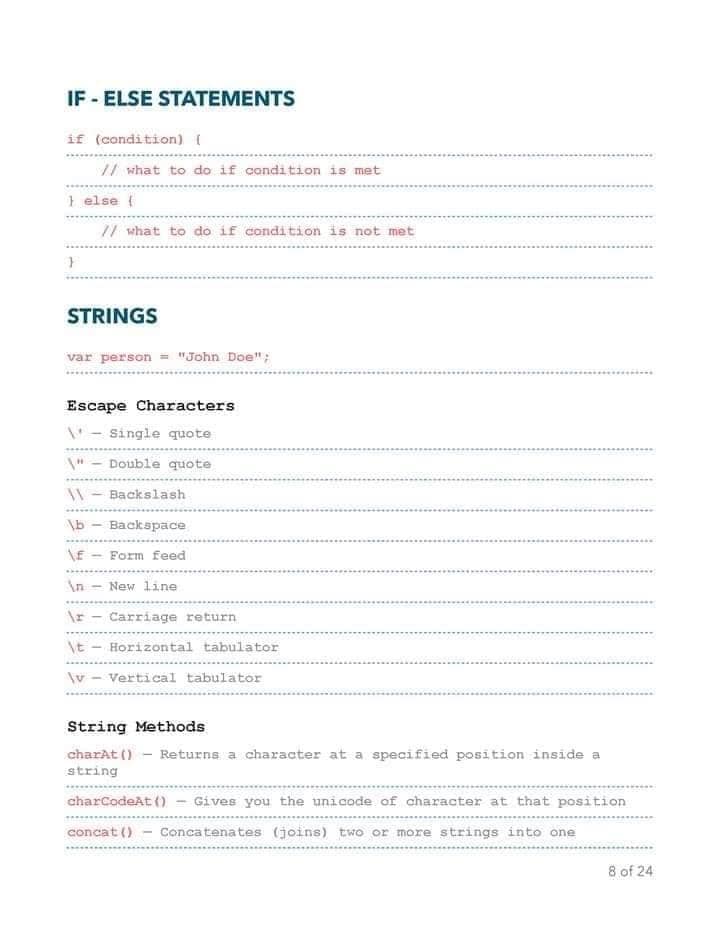 IF - ELSE STATEMENTS
if (condition) {
    // what to do if condition is met
} else {
    // what to do if condition is not met
}
STRINGS
var person = "John Doe";
Escape Characters
\' — Single quote
\" — Double quote
\\ — Backslash
\b — Backspace
\f — Form feed
\n — New line
\r — Carriage return
\t — Horizontal tabulator
\v — Vertical tabulator
String Methods
charAt() — Returns a character at a specified position inside a
string
charCodeAt() — Gives you the unicode of character at that position
concat() — Concatenates (joins) two or more strings into one
8 of 24